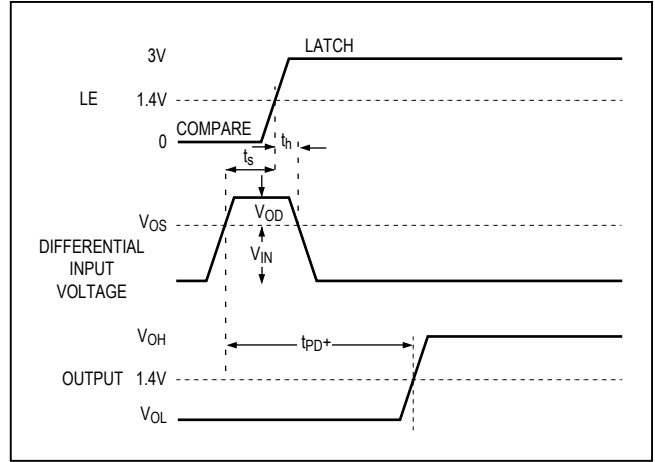 3V
LATCH
LE
1.4V
COMPARE
0
ts
th
VOS
VOD
VIN
DIFFERENTIAL
INPUT
VOLTAGE
VOH
tPD+
OUTPUT 1.4V
VOL